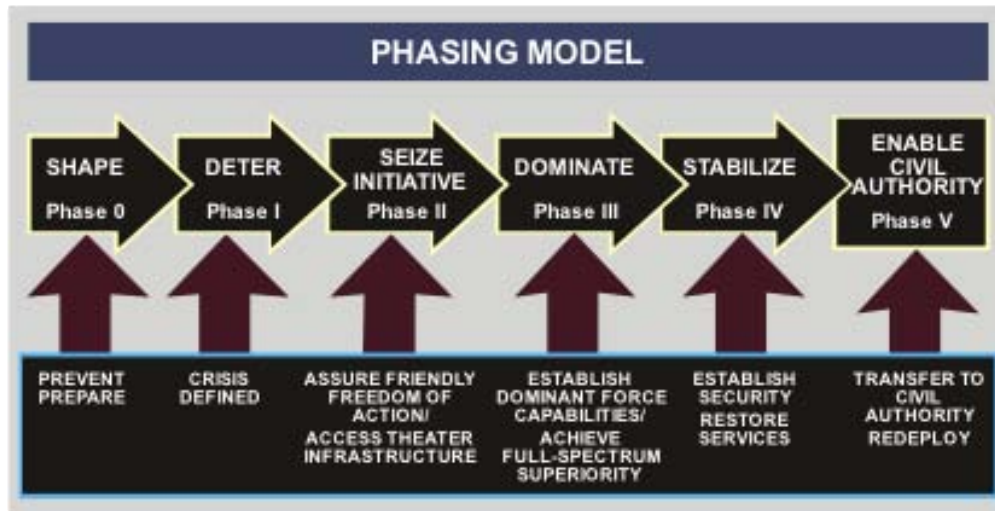 PHASING MODEL
SHAPE
Phase 0
DETER
Phase I
SEIZE
INITIATIVE
Phase II
DOMINATE
Phase III
STABILIZE
Phase IV
ENABLE
CIVIL
AUTHORITY
Phase V
PREVENT
PREPARE
CRISIS
DEFINED
ASSURE FRIENDLY
FREEDOM OF
ACTION/
ACCESS THEATER
INFRASTRUCTURE
ESTABLISH
DOMINANT FORCE
CAPABILITIES/
ACHIEVE
FULL-SPECTRUM
SUPERIORITY
ESTABLISH
SECURITY
RESTORE
SERVICES
TRANSFER TO
CIVIL
AUTHORITY
REDEPLOY